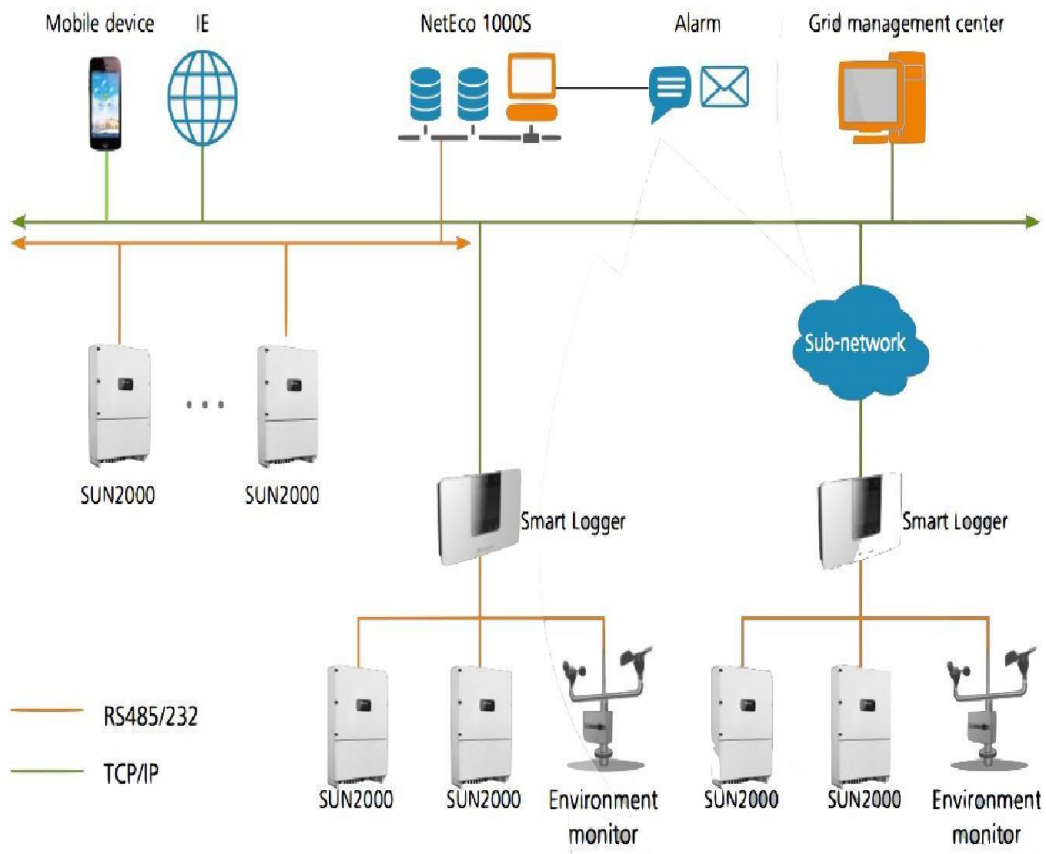 Mobile device
IE
NetEco 1000S
Alarm
Grid management center
Sub-network
SUN2000
SUN2000
Smart Logger
Smart Logger
RS485/232
TCP/IP
SUN2000
SUN2000
Environment
monitor
SUN2000
SUN2000
Environment
monitor